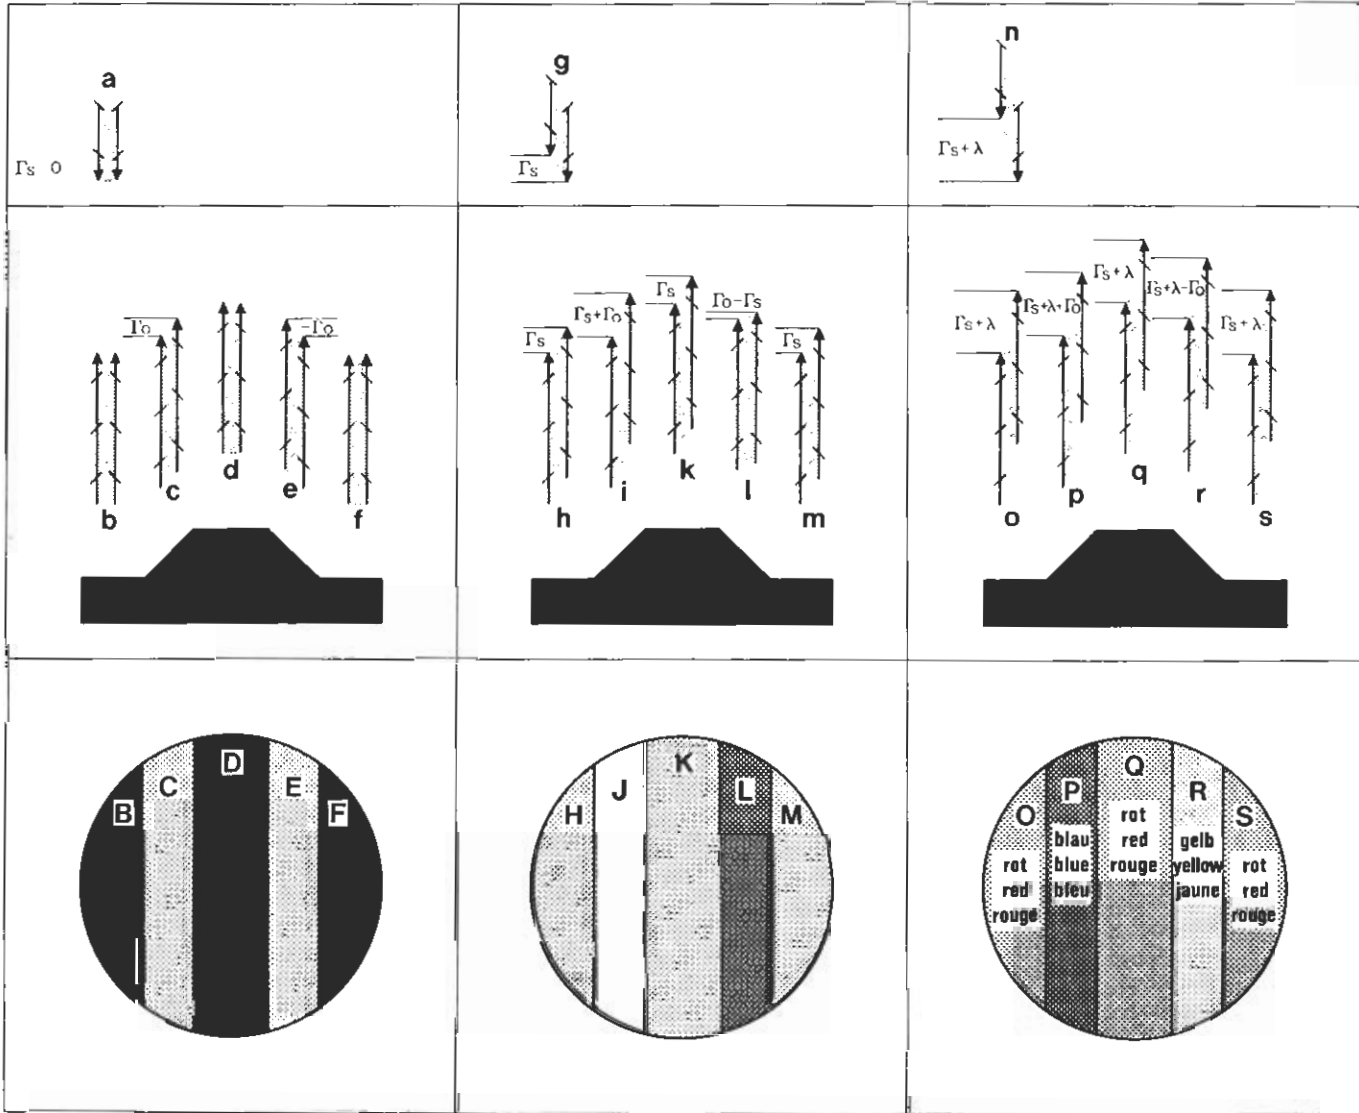 a
Γs 0
g
Γs
n
Γs+λ
Γo
-Γo
b
c
d
e
f
Γs
Γs+Γo
Γs
Γo-Γs
Γs
h
i
k
l
m
Γs+λ
Γs+λ+Γo
Γs+λ
Γs+λ-Γo
Γs+λ
o
p
q
r
s
B
C
D
E
F
H
J
K
L
M
O
rot
red
rouge
P
blau
blue
bleu
Q
rot
red
rouge
R
gelb
yellow
jaune
S
rot
red
rouge